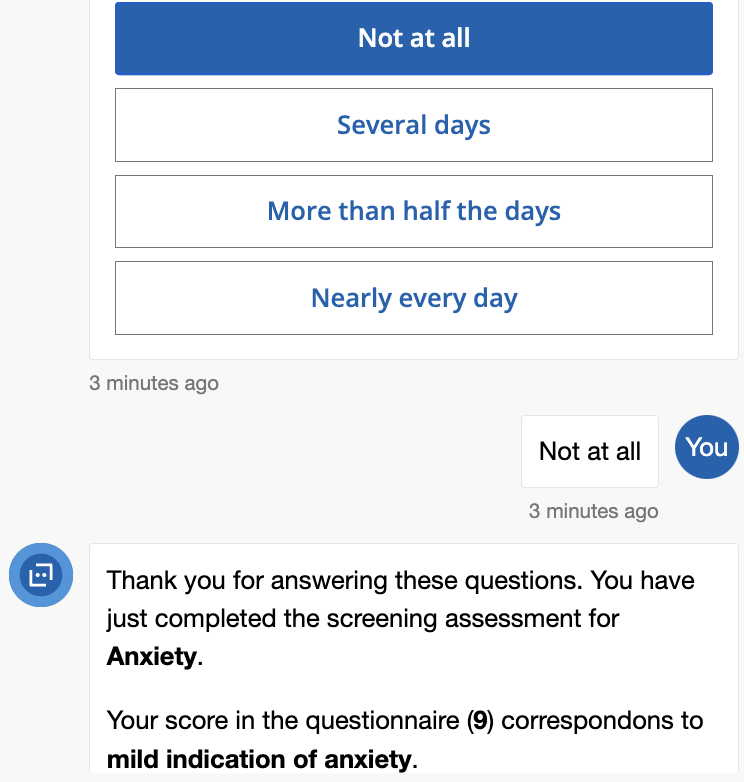 Not at all
Several days
More than half the days
Nearly every day
3 minutes ago
Not at all
You
3 minutes ago
Thank you for answering these questions. You have
just completed the screening assessment for
Anxiety.
Your score in the questionnaire (9) correspondons to
mild indication of anxiety.